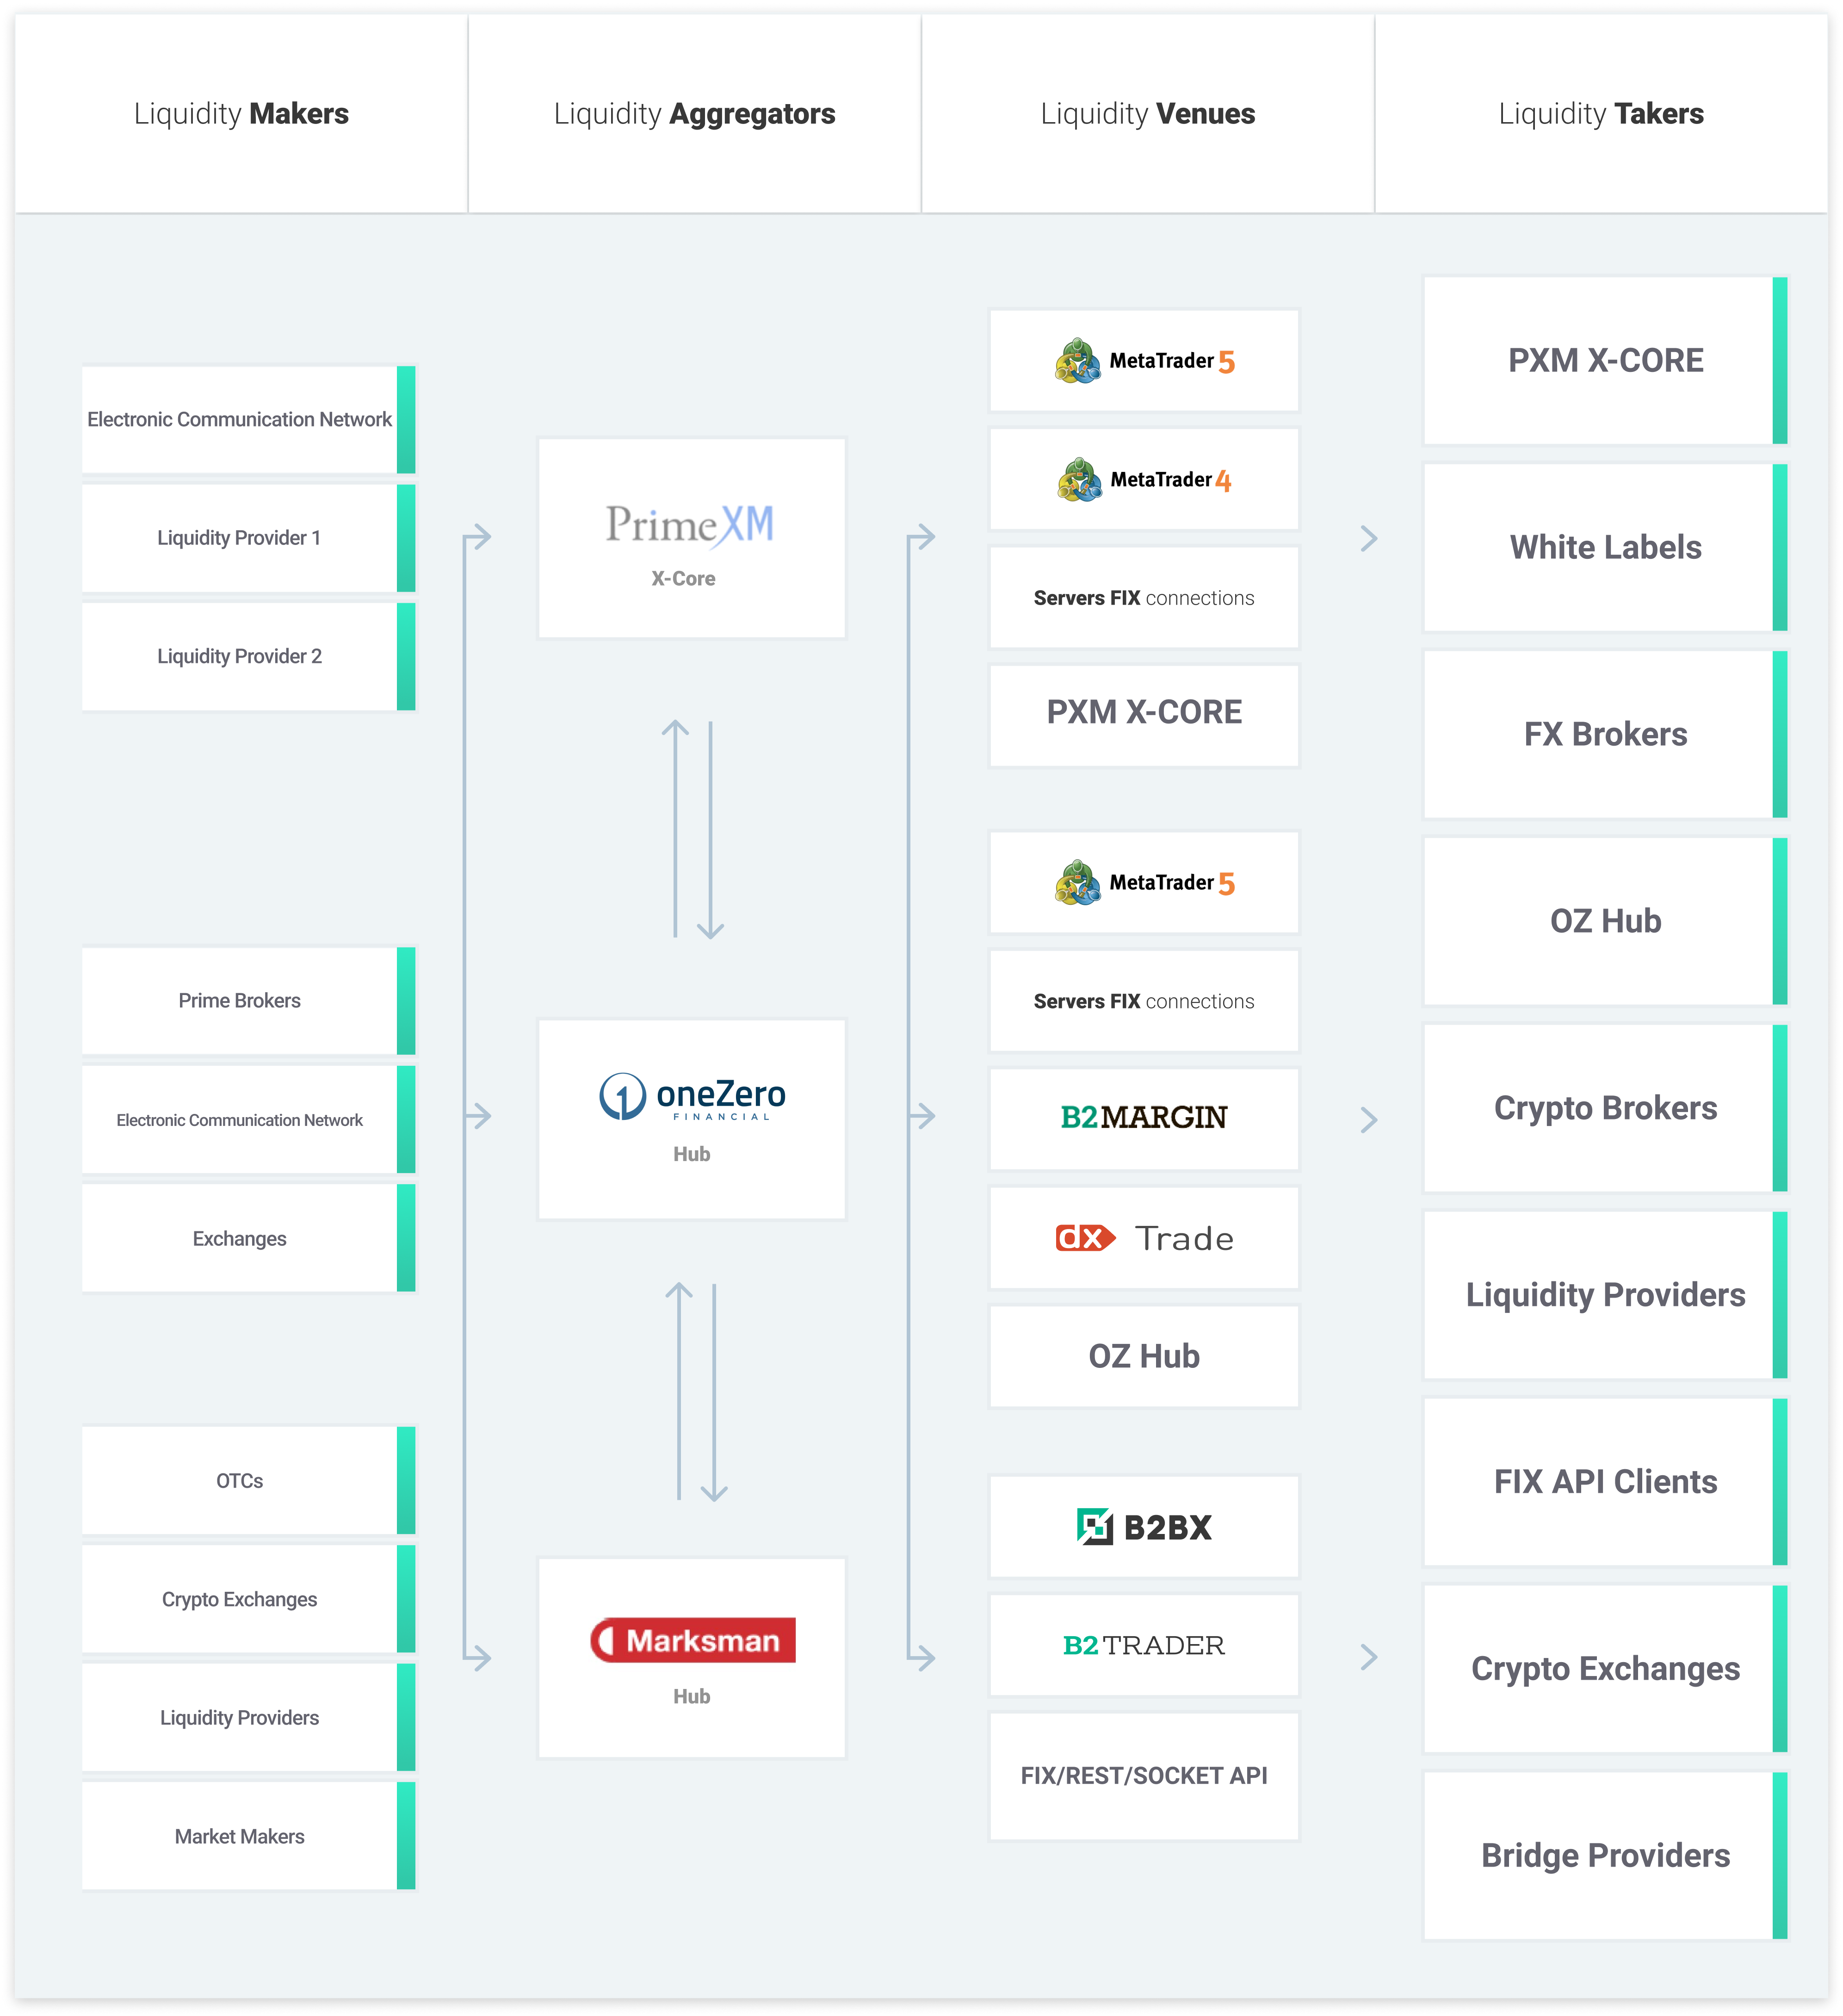 Liquidity Makers
Liquidity Aggregators
Liquidity Venues
Liquidity Takers
Electronic Communication Network
Liquidity Provider 1
Liquidity Provider 2
Prime Brokers
Electronic Communication Network
Exchanges
OTCs
Crypto Exchanges
Liquidity Providers
Market Makers
PrimeXM
X-Core
1 oneZero
FINANCIAL
Hub
Marksman
Hub
MetaTrader 5
MetaTrader 4
Servers FIX connections
PXM X-CORE
MetaTrader 5
Servers FIX connections
B2MARGIN
dx Trade
OZ Hub
B2BX
B2TRADER
FIX/REST/SOCKET API
PXM X-CORE
White Labels
FX Brokers
OZ Hub
Crypto Brokers
Liquidity Providers
FIX API Clients
Crypto Exchanges
Bridge Providers